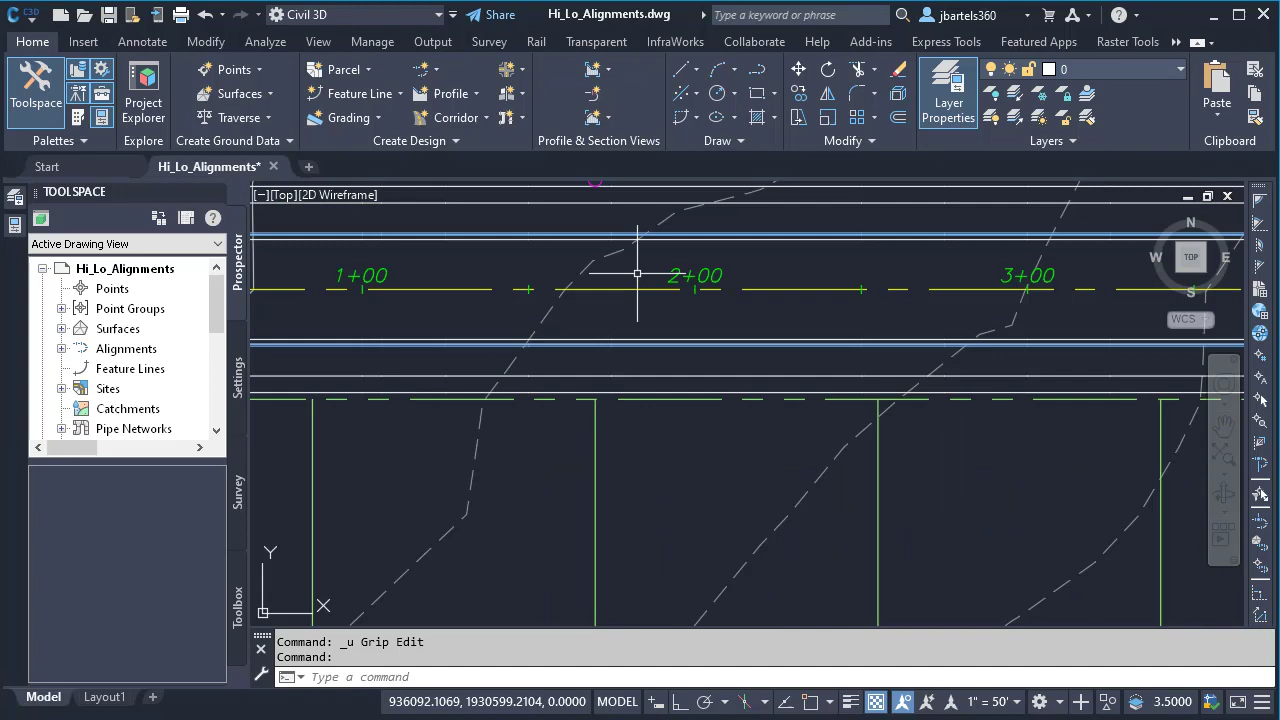 C3D
Civil 3D
Share
Hi_Lo_Alignments.dwg
Type a keyword or phrase
jbartels360
Home
Insert
Annotate
Modify
Analyze
View
Manage
Output
Survey
Rail
Transparent
InfraWorks
Collaborate
Help
Add-ins
Express Tools
Featured Apps
Raster Tools
Toolspace
Project
Explorer
Points
Surfaces
Traverse
Parcel
Feature Line
Grading
Profile
Corridor
Layer
Properties
0
Paste
Palettes
Explore
Create Ground Data
Create Design
Profile & Section Views
Draw
Modify
Layers
Clipboard
Start
Hi_Lo_Alignments*
TOOLSPACE
Active Drawing View
Hi_Lo_Alignments
Points
Point Groups
Surfaces
Alignments
Feature Lines
Sites
Catchments
Pipe Networks
Prospector
Settings
Survey
Toolbox
[−][Top][2D Wireframe]
1+00
2+00
3+00
N
W
TOP
E
S
WCS
Y
X
Command: _u Grip Edit
Command:
Type a command
Model
Layout1
936092.1069, 1930599.2104, 0.0000
MODEL
1" = 50'
3.5000